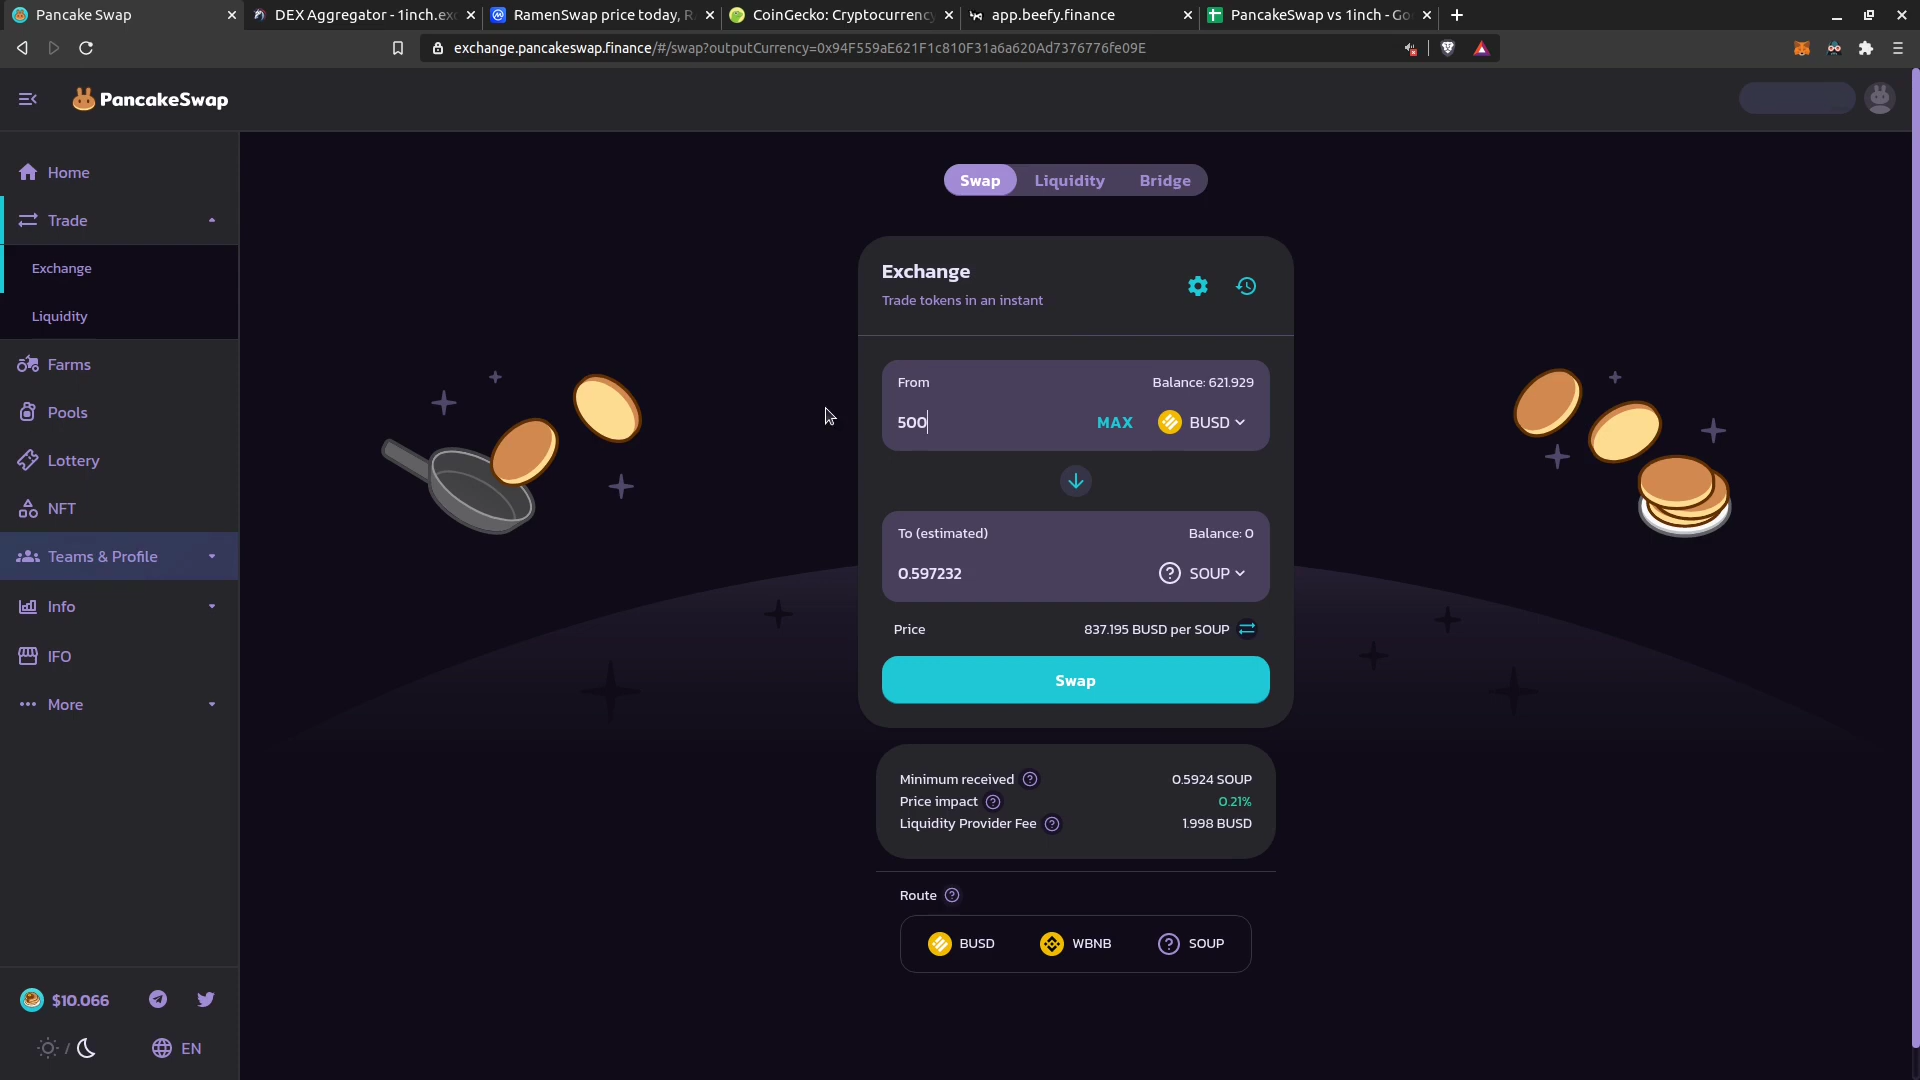 Pancake Swap
DEX Aggregator - 1inch.exc
RamenSwap price today, R
CoinGecko: Cryptocurrency
app.beefy.finance
PancakeSwap vs 1inch - Go
exchange.pancakeswap.finance/#/swap?outputCurrency=0x94F559aE621F1c810F31a6a620Ad7376776fe09E
PancakeSwap
Home
Trade
Exchange
Liquidity
Farms
Pools
Lottery
NFT
Teams & Profile
Info
IFO
More
$10.066
/
EN
Swap
Liquidity
Bridge
Exchange
Trade tokens in an instant
From
Balance: 621.929
500
MAX
BUSD
To (estimated)
Balance: 0
0.597232
SOUP
Price
837.195 BUSD per SOUP
Swap
Minimum received
0.5924 SOUP
Price impact
0.21%
Liquidity Provider Fee
1.998 BUSD
Route
BUSD
WBNB
SOUP